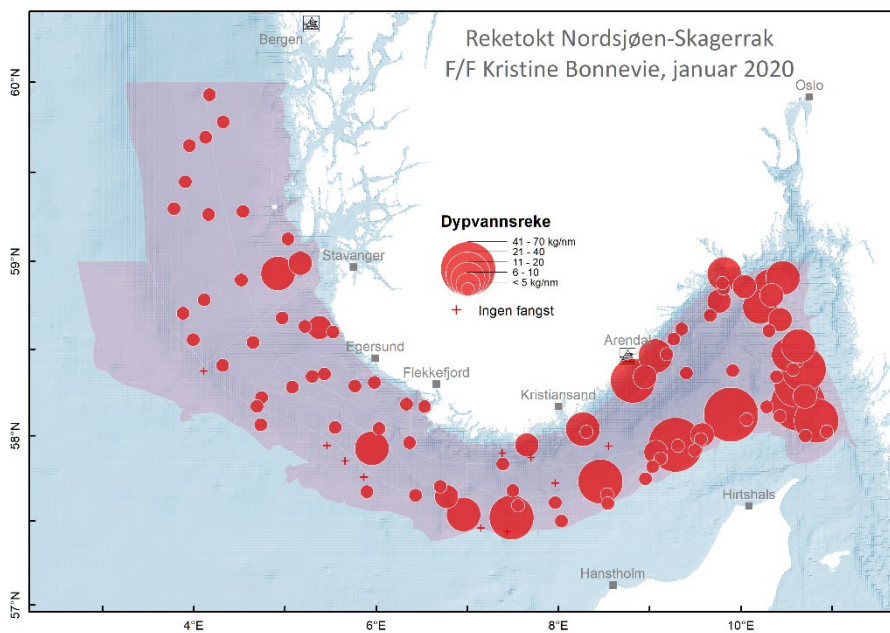 Reketokt Nordsjøen-Skagerrak
F/F Kristine Bonnevie, januar 2020
Bergen
Oslo
60°N
59°N
58°N
57°N
Dypvannsreke
41 - 70 kg/nm
21 - 40
11 - 20
6 - 10
< 5 kg/nm
Ingen fangst
Stavanger
Egersund
Flekkefjord
Arendal
Kristiansand
Hirtshals
Hanstholm
4°E
6°E
8°E
10°E